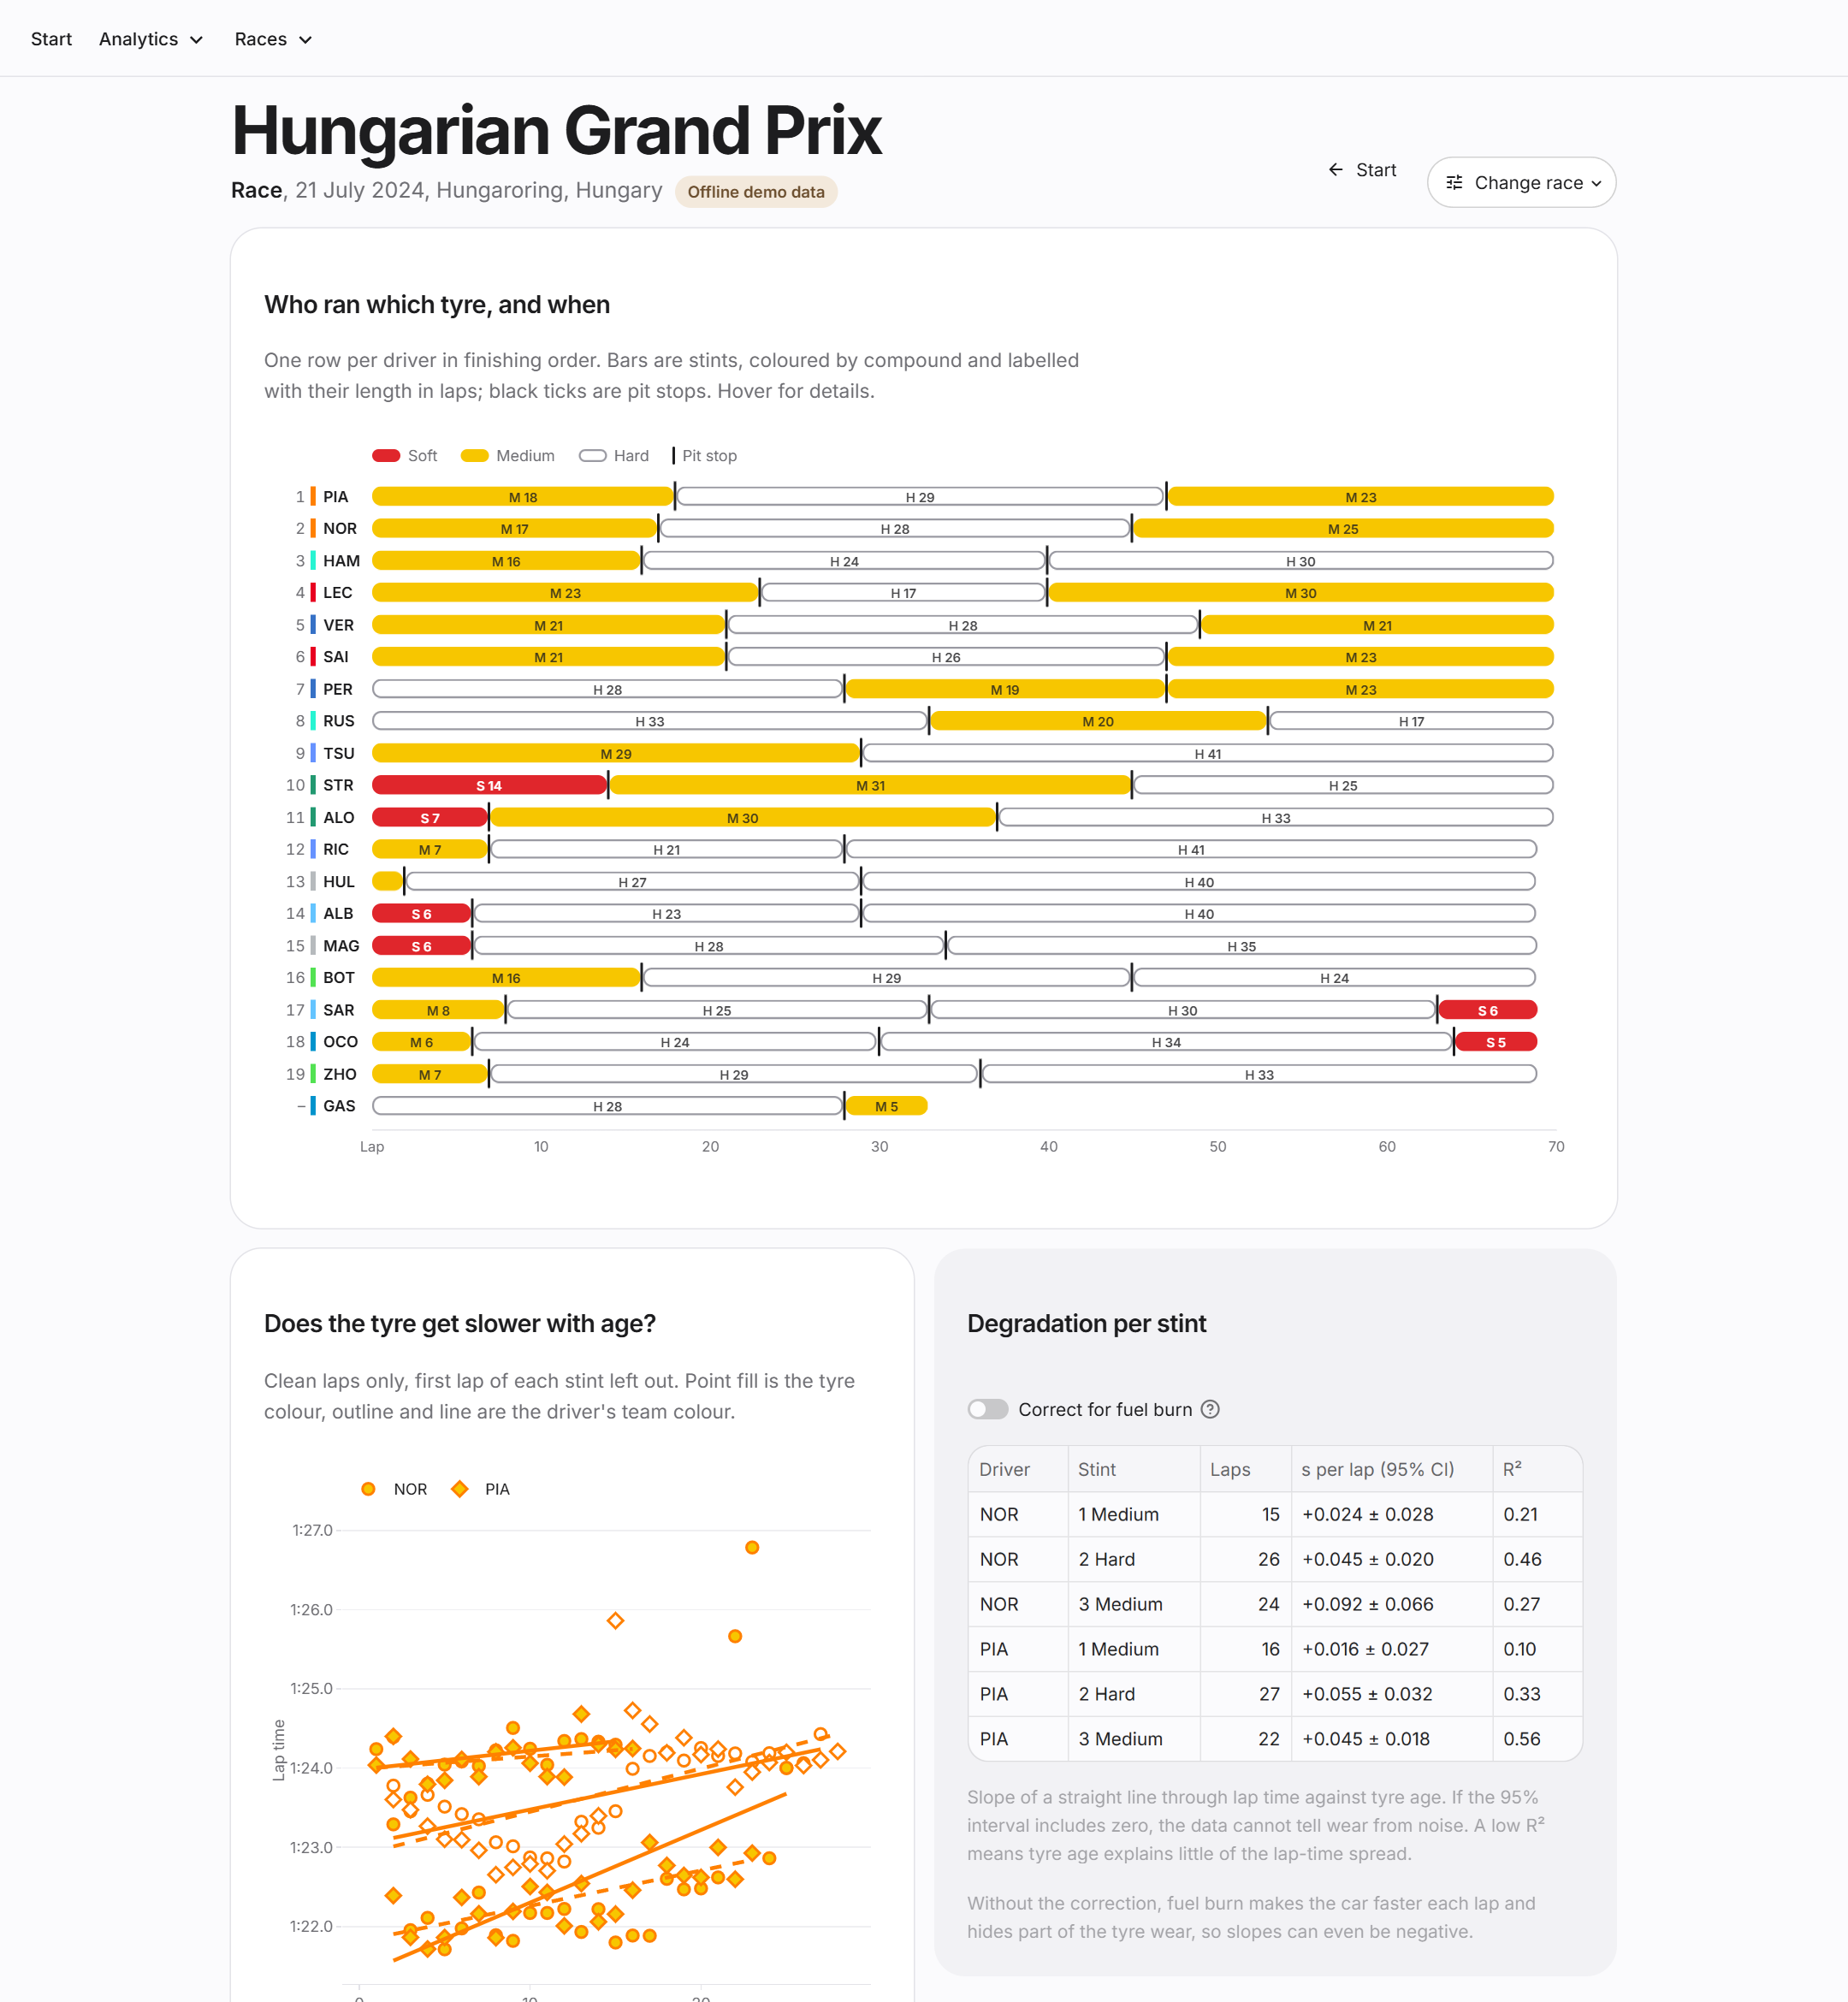 Start Analytics Races
Hungarian Grand Prix
Race, 21 July 2024, Hungaroring, Hungary Offline demo data
← Start Change race
Who ran which tyre, and when
One row per driver in finishing order. Bars are stints, coloured by compound and labelled
with their length in laps; black ticks are pit stops. Hover for details.
Soft Medium Hard Pit stop
1 PIA M 18 H 29 M 23
2 NOR M 17 H 28 M 25
3 HAM M 16 H 24 H 30
4 LEC M 23 H 17 M 30
5 VER M 21 H 28 M 21
6 SAI M 21 H 26 M 23
7 PER H 28 M 19 M 23
8 RUS H 33 M 20 H 17
9 TSU M 29 H 41
10 STR S 14 M 31 H 25
11 ALO S 7 M 30 H 33
12 RIC M 7 H 21 H 41
13 HUL H 27 H 40
14 ALB S 6 H 23 H 40
15 MAG S 6 H 28 H 35
16 BOT M 16 H 29 H 24
17 SAR M 8 H 25 H 30 S 6
18 OCO M 6 H 24 H 34 S 5
19 ZHO M 7 H 29 H 33
– GAS H 28 M 5
Lap 10 20 30 40 50 60 70
Does the tyre get slower with age?
Clean laps only, first lap of each stint left out. Point fill is the tyre
colour, outline and line are the driver's team colour.
NOR PIA
1:27.0
1:26.0
1:25.0
1:24.0
1:23.0
1:22.0
Lap time
Degradation per stint
Correct for fuel burn ?
Driver Stint Laps s per lap (95% CI) R²
NOR 1 Medium 15 +0.024 ± 0.028 0.21
NOR 2 Hard 26 +0.045 ± 0.020 0.46
NOR 3 Medium 24 +0.092 ± 0.066 0.27
PIA 1 Medium 16 +0.016 ± 0.027 0.10
PIA 2 Hard 27 +0.055 ± 0.032 0.33
PIA 3 Medium 22 +0.045 ± 0.018 0.56
Slope of a straight line through lap time against tyre age. If the 95%
interval includes zero, the data cannot tell wear from noise. A low R²
means tyre age explains little of the lap-time spread.
Without the correction, fuel burn makes the car faster each lap and
hides part of the tyre wear, so slopes can even be negative.